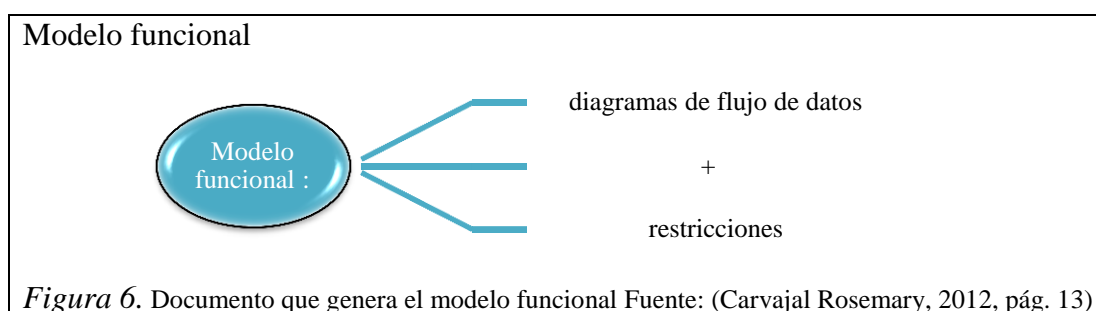 Modelo funcional
diagramas de flujo de datos
Modelo
funcional :
+
restricciones
Figura 6. Documento que genera el modelo funcional Fuente: (Carvajal Rosemary, 2012, pág. 13)